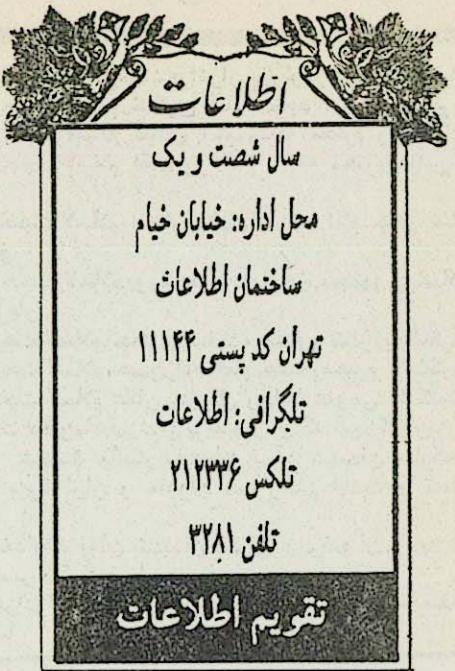 اطلاعات
سال شصت و یک
محل اداره: خیابان خیام
ساختمان اطلاعات
تهران کد پستی ۱۱۱۴۴
تلگرافی: اطلاعات
تلکس ۲۱۲۳۳۶
تلفن ۳۲۸۱
تقویم اطلاعات